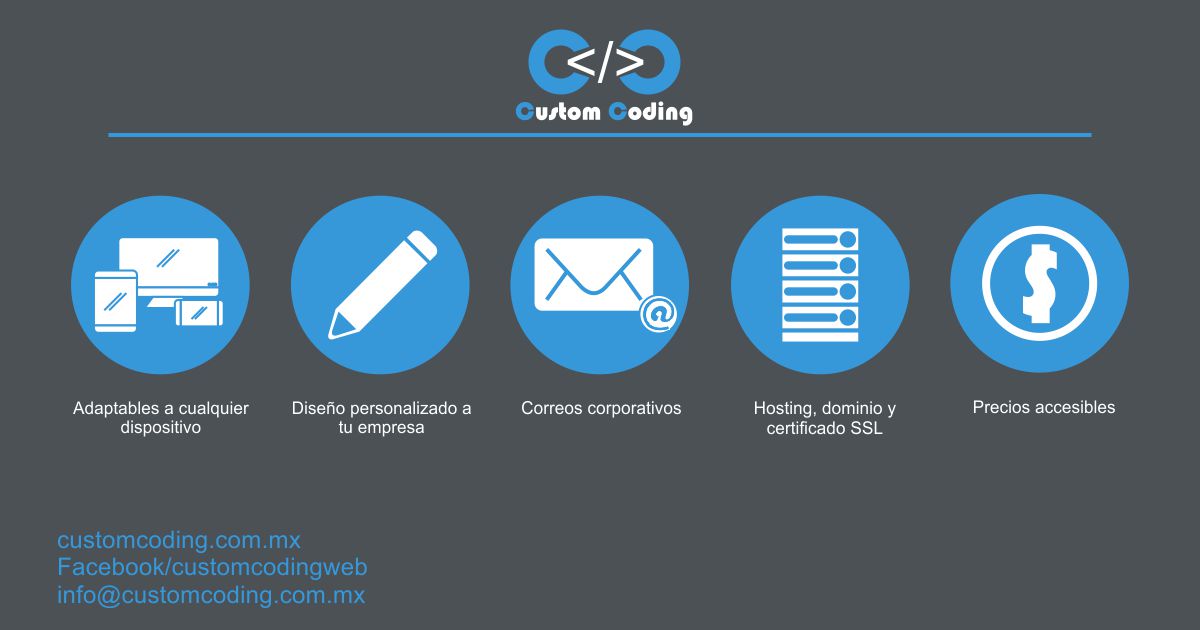 </>
Custom Coding
@
$
Adaptables a cualquier
dispositivo
Diseño personalizado a
tu empresa
Correos corporativos
Hosting, dominio y
certificado SSL
Precios accesibles
customcoding.com.mx
Facebook/customcodingweb
info@customcoding.com.mx